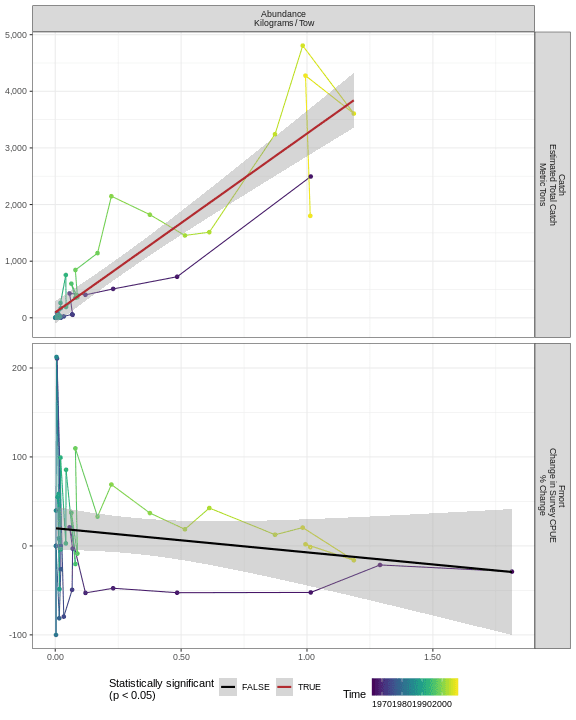 Abundance
Kilograms / Tow
5,000
4,000
3,000
2,000
1,000
0
Catch
Estimated Total Catch
Metric Tons
200
100
0
-100
Fmort
Change in Survey CPUE
% Change
0.00 0.50 1.00 1.50
Statistically significant
(p < 0.05)
FALSE
TRUE
Time
1970198019902000